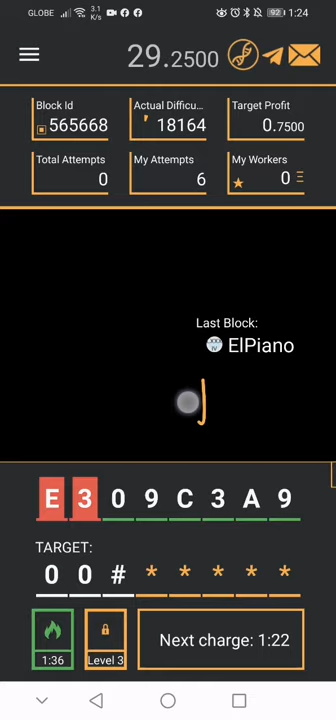 GLOBE 3.1 K/s 92 1:24
29.2500
Block Id Actual Difficu... Target Profit
565668 18164 0.7500
Total Attempts My Attempts My Workers
0 6 0
Last Block:
ElPiano
E 3 0 9 C 3 A 9
TARGET:
0 0 # * * * * *
1:36 Level 3 Next charge: 1:22